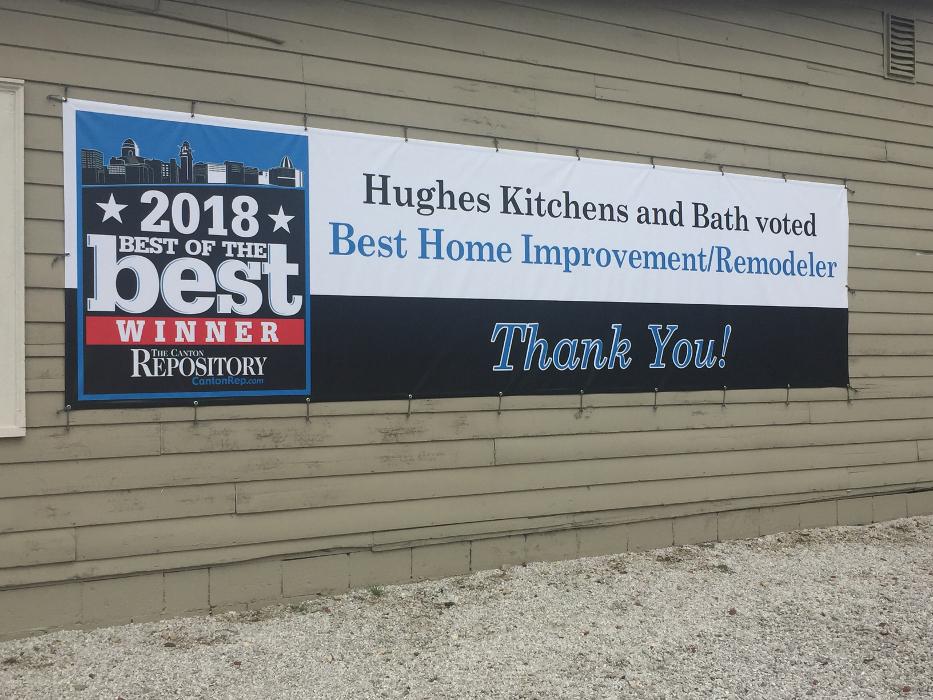 2018
BEST OF THE
best
WINNER
THE CANTON
REPOSITORY
CantonRep.com
Hughes Kitchens and Bath voted
Best Home Improvement/Remodeler
Thank You!